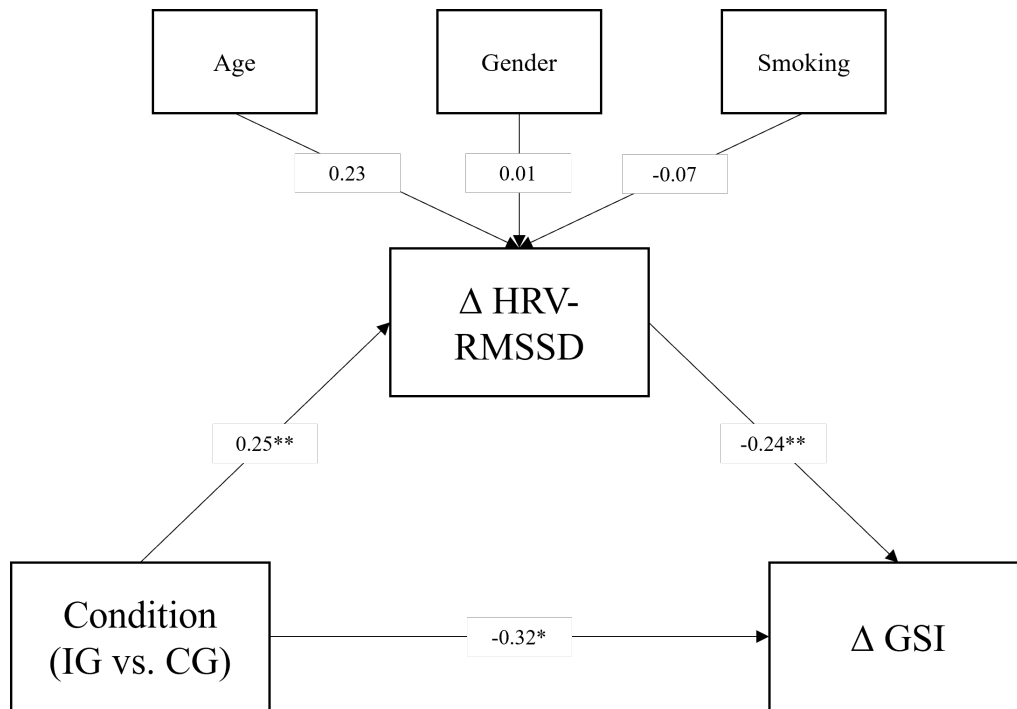 Age
Gender
Smoking
0.23
0.01
-0.07
Δ HRV-
RMSSD
0.25**
-0.24**
Condition
(IG vs. CG)
-0.32*
Δ GSI